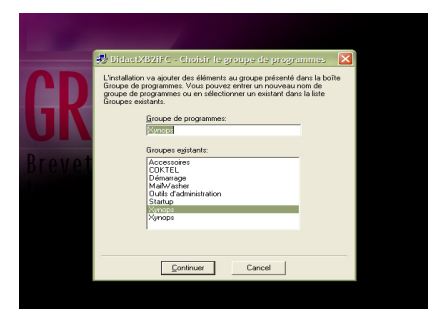 DidactXB2iFC - Choisir le groupe de programmes
L'installation va ajouter des éléments au groupe présenté dans la boîte
Groupe de programmes. Vous pouvez entrer un nouveau nom de
groupe de programmes ou en sélectionner un existant dans la liste
Groupes existants.
Groupe de programmes:
Xynops
Groupes existants:
Accessoires
COKTEL
Démarrage
MailWasher
Outils d'administration
Startup
Xynops
Xynops
Continuer Cancel
GR
Brevet